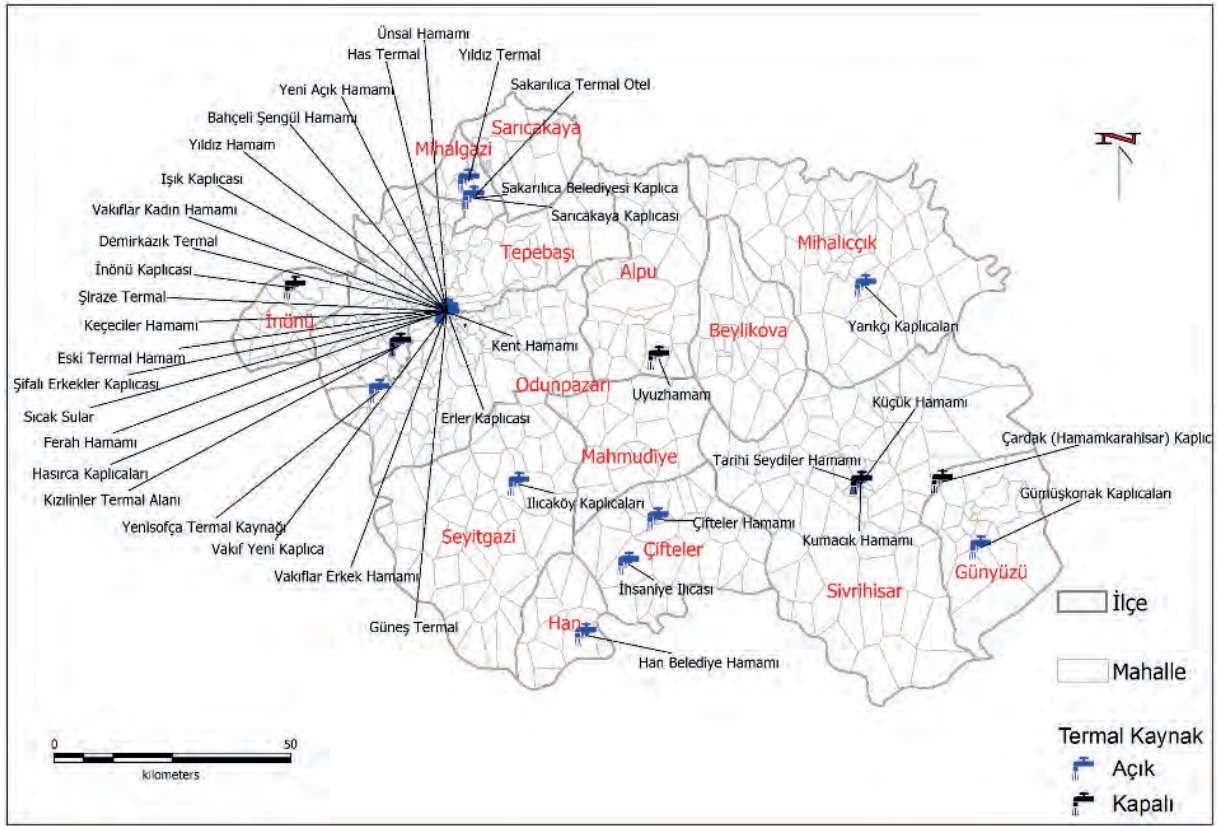 Ünsal Hamamı
Has Termal
Yıldız Termal
Yeni Açık Hamamı
Sakarılıca Termal Otel
Bahçeli Şengül Hamamı
Sarıcakaya
Mihalgazi
Yıldız Hamam
Işık Kaplıcası
Sakarılıca Belediyesi Kaplıca
Sarıcakaya Kaplıcası
Vakıflar Kadın Hamamı
Demirkazık Termal
Tepebaşı
Mihalıççık
Alpu
İnönü Kaplıcası
Şiraze Termal
İnönü
Keçeciler Hamamı
Beylikova
Yarıkçı Kaplıcaları
Kent Hamamı
Eski Termal Hamam
Şifalı Erkekler Kaplıcası
Odunpazarı
Uyuzhamam
Küçük Hamamı
Sıcak Sular
Erler Kaplıcası
Ferah Hamamı
Çardak (Hamamkarahisar) Kaplıc
Mahmudiye
Tarihi Seydiler Hamamı
Hasırca Kaplıcaları
Gümüşkonak Kaplıcaları
Kızılinler Termal Alanı
Ilıcaköy Kaplıcaları
Yenisofça Termal Kaynağı
Çifteler Hamamı
Seyitgazi
Kumacık Hamamı
Vakıf Yeni Kaplıca
Çifteler
Günyüzü
Vakıflar Erkek Hamamı
İhsaniye Ilıcası
Sivrihisar
İlçe
Güneş Termal
Han
Han Belediye Hamamı
Mahalle
Termal Kaynak
Açık
Kapalı
0 50
kilometers